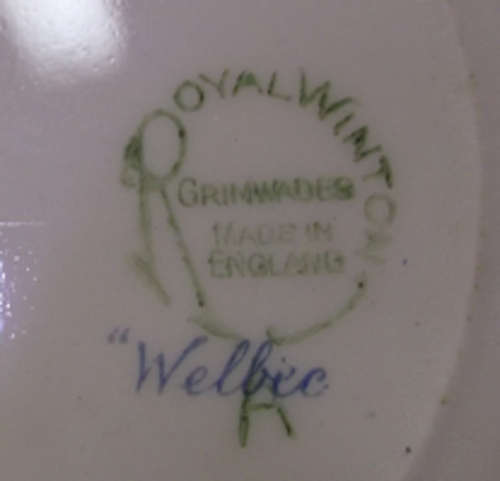 ROYAL WINTON
GRIMWADES
MADE IN
ENGLAND
"Welbec
A